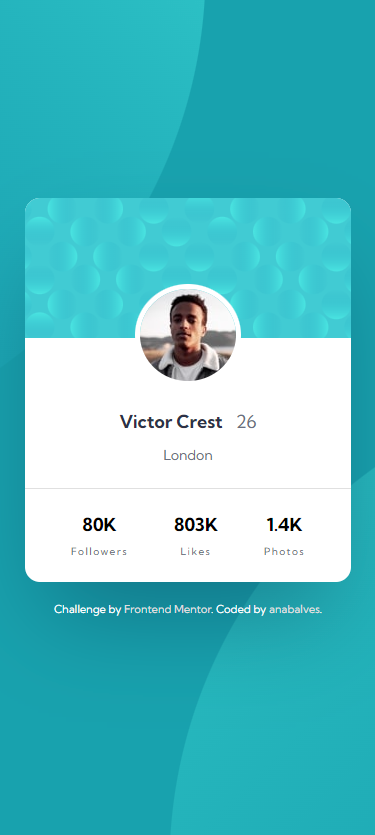 Victor Crest 26
London
80K 803K 1.4K
Followers Likes Photos
Challenge by Frontend Mentor. Coded by anabalves.